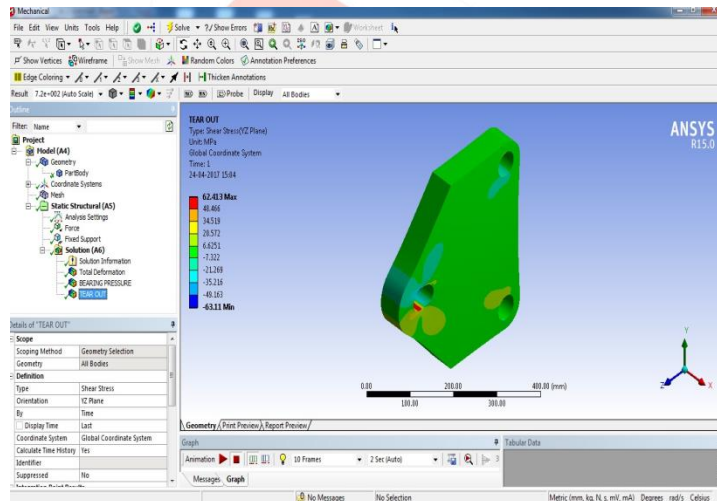 Mechanical
File Edit View Units Tools Help Solve ?/ Show Errors Worksheet
Show Vertices Wireframe Show Mesh Random Colors Annotation Preferences
Edge Coloring Thicken Annotations
Result 7.2e+002 (Auto Scale) Probe Display All Bodies
Outline
Filter: Name
Project
Model (A4)
Geometry
PartBody
Coordinate Systems
Mesh
Static Structural (A5)
Analysis Settings
Force
Fixed Support
Solution (A6)
Solution Information
Total Deformation
BEARING PRESSURE
TEAR OUT
Details of "TEAR OUT"
Scope
Scoping Method Geometry Selection
Geometry All Bodies
Definition
Type Shear Stress
Orientation YZ Plane
By Time
Display Time Last
Coordinate System Global Coordinate System
Calculate Time History Yes
Identifier
Suppressed No
Integration Point Results
TEAR OUT
Type: Shear Stress(YZ Plane)
Unit: MPa
Global Coordinate System
Time: 1
24-04-2017 15:04
62.413 Max
48.466
34.519
20.572
6.6251
-7.322
-21.269
-35.216
-49.163
-63.11 Min
ANSYS
R15.0
Y
Z X
0.00 200.00 400.00 (mm)
100.00 300.00
Geometry Print Preview Report Preview
Graph
Animation 10 Frames 2 Sec (Auto) 3
Messages Graph
Tabular Data
No Messages No Selection Metric (mm, kg, N, s, mV, mA) Degrees rad/s Celsius